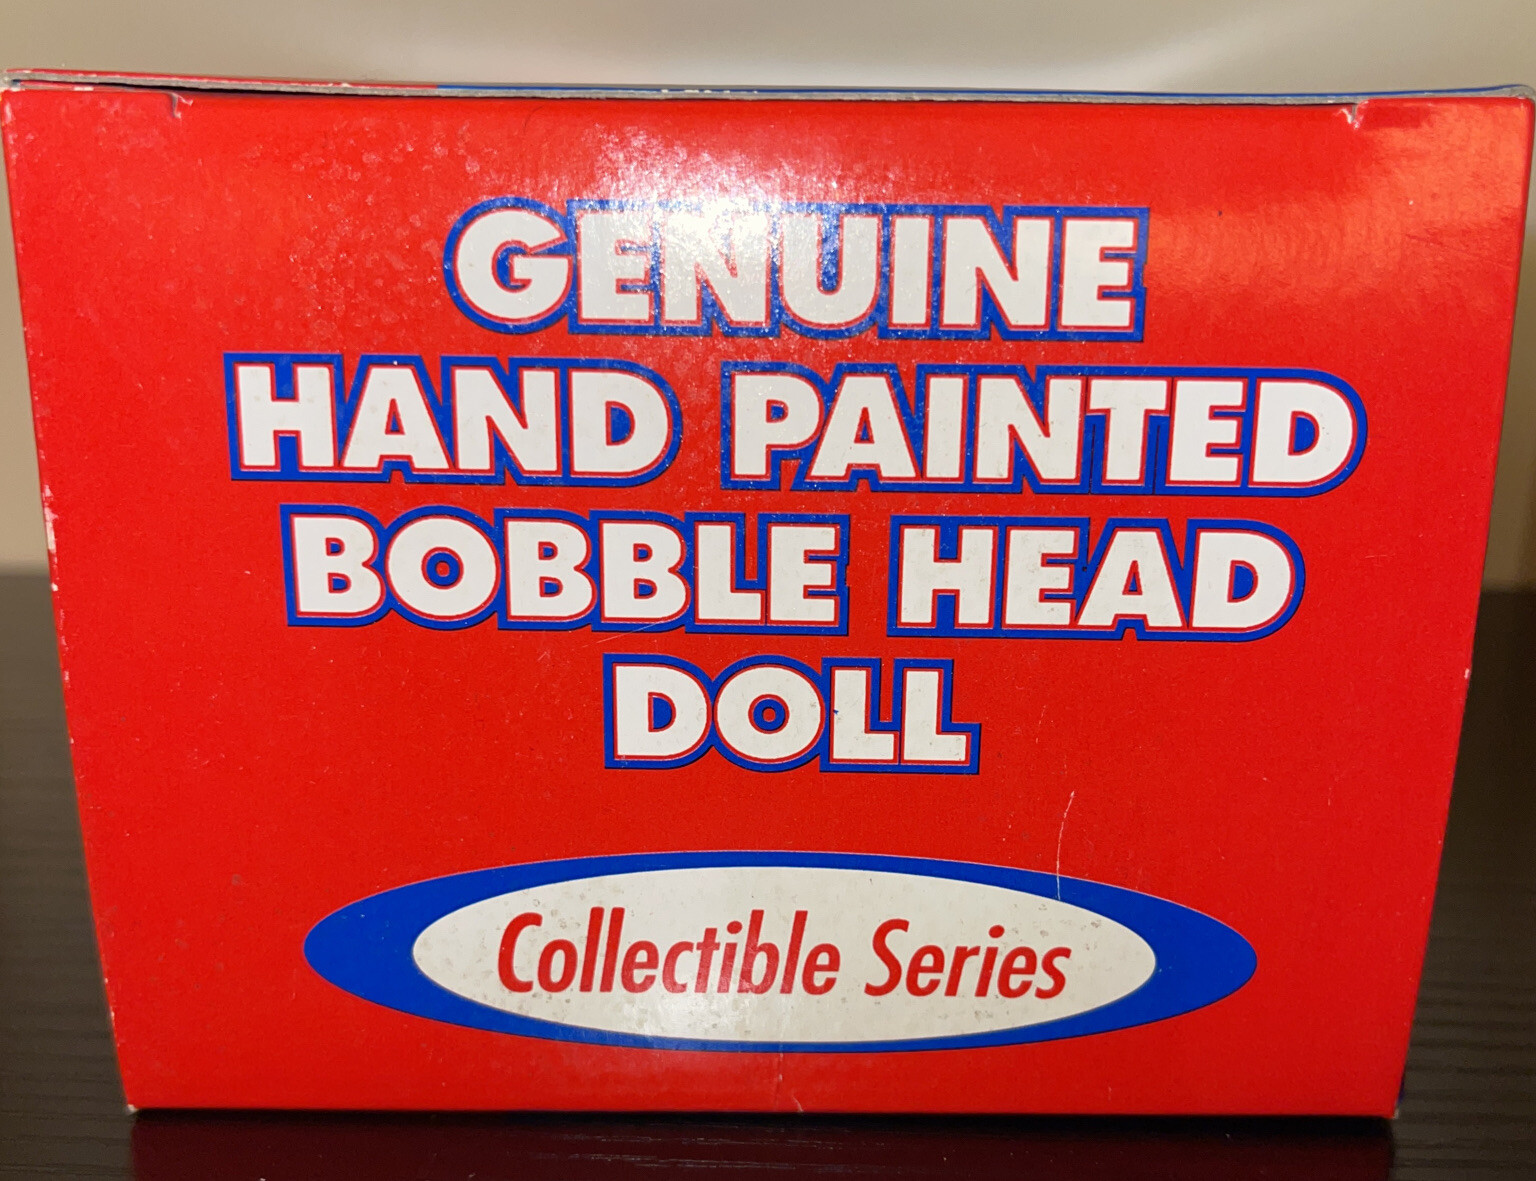 GENUINE
HAND PAINTED
BOBBLE HEAD
DOLL
Collectible Series